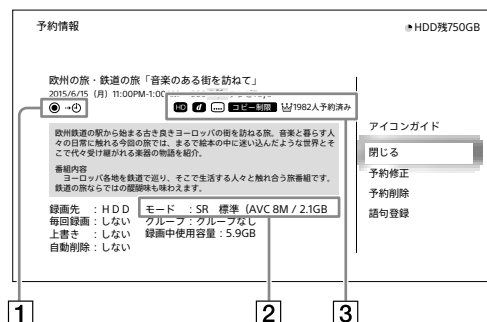 予約情報
HDD残750GB
欧州の旅・鉄道の旅「音楽のある街を訪ねて」
2015/6/15 (月) 11:00PM-1:00
HD d .... コピー制限 1982人予約済み
欧州鉄道の駅から始まる古き良きヨーロッパの街を訪ねる旅。音楽と暮らす人
々の日常に触れる今回の旅では、まるで絵本の中に迷い込んだような世界とそ
こで代々受け継がれる楽器の物語を紹介。
番組内容
ヨーロッパ各地を鉄道で巡り、そこで生活する人々と触れ合う旅番組です。
鉄道の旅ならではの醍醐味も味わえます。
録画先 :HDD モード :SR 標準(AVC 8M / 2.1GB
毎回録画:しない グループ:グループなし
上書き :しない 録画中使用容量:5.9GB
自動削除:しない
アイコンガイド
閉じる
予約修正
予約削除
語句登録
1 2 3